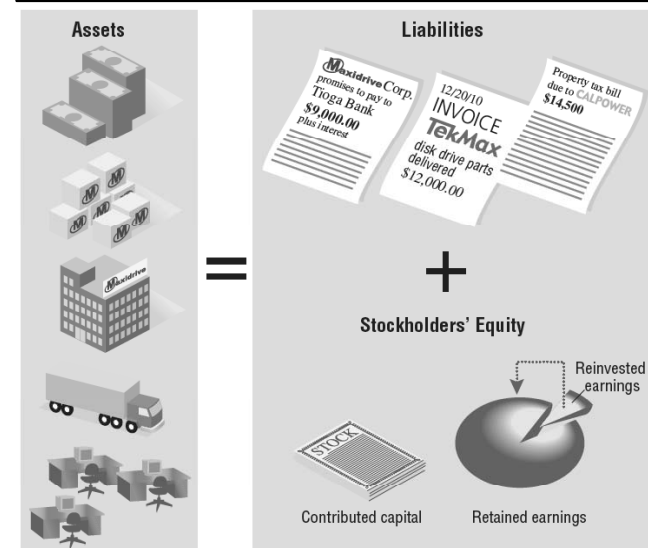 Assets
M
M
M
M
Maxidrive
=
Liabilities
Maxidrive Corp.
promises to pay to
Tioga Bank
$9,000.00
plus interest
12/20/10
INVOICE
TekMax
disk drive parts
delivered
$12,000.00
Property tax bill
due to CALPOWER
$14,500
+
Stockholders’ Equity
STOCK
Contributed capital
Reinvested
earnings
Retained earnings